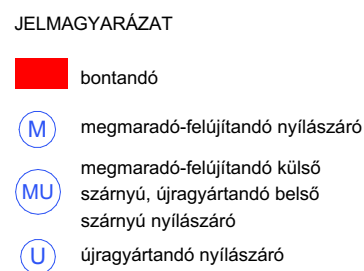 JELMAGYARÁZAT
bontandó
M megmaradó-felújítandó nyílászáró
MU megmaradó-felújítandó külső
szárnyú, újragyártandó belső
szárnyú nyílászáró
U újragyártandó nyílászáró